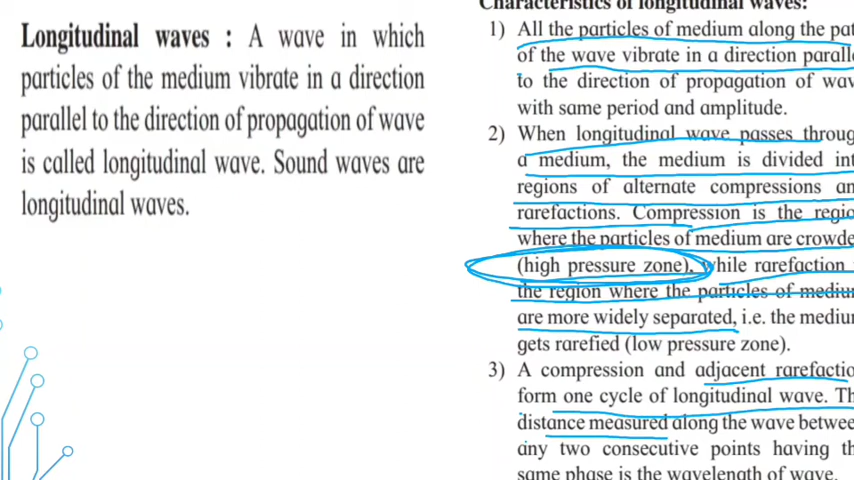 Longitudinal waves : A wave in which
particles of the medium vibrate in a direction
parallel to the direction of propagation of wave
is called longitudinal wave. Sound waves are
longitudinal waves.
Characteristics of longitudinal waves:
1) All the particles of medium along the pat
of the wave vibrate in a direction paralle
to the direction of propagation of wav
with same period and amplitude.
2) When longitudinal wave passes throug
a medium, the medium is divided int
regions of alternate compressions an
rarefactions. Compression is the regio
where the particles of medium are crowde
(high pressure zone), while rarefaction
the region where the particles of mediu
are more widely separated, i.e. the mediu
gets rarefied (low pressure zone).
3) A compression and adjacent rarefactio
form one cycle of longitudinal wave. Th
distance measured along the wave betwee
any two consecutive points having th
same phase is the wavelength of wave.